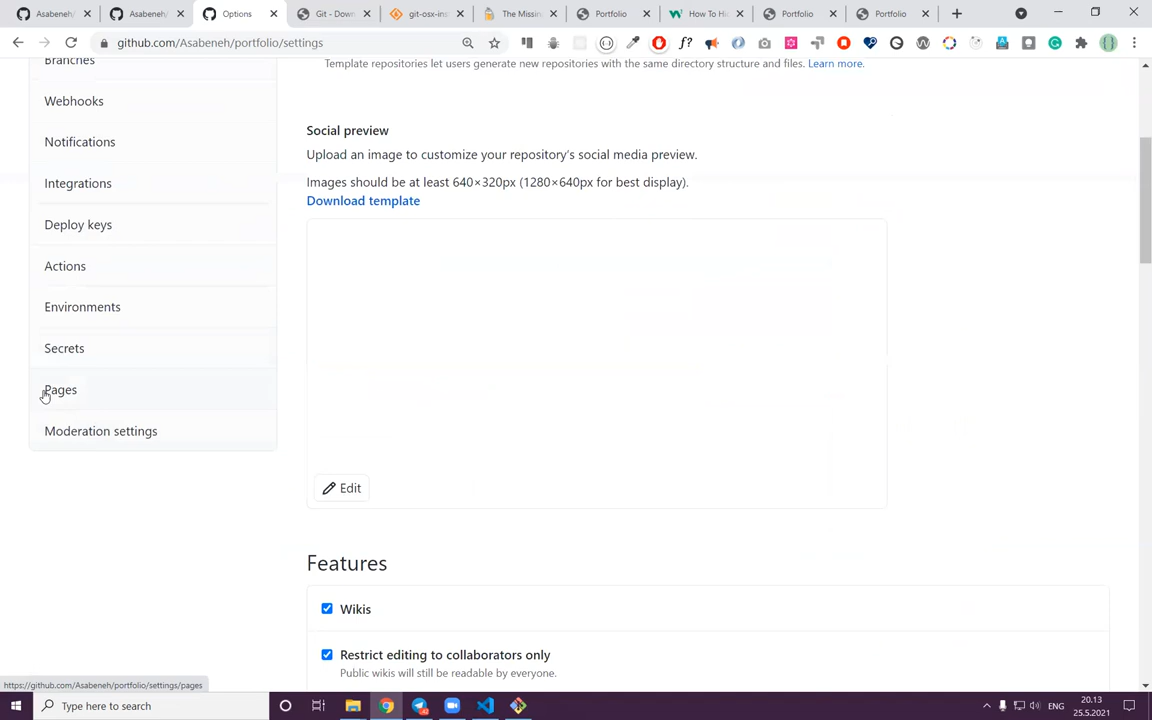 Asabeneh/
Asabeneh/
Options
Git - Down
git-osx-ins
The Missin
Portfolio
How To Hi
Portfolio
Portfolio
github.com/Asabeneh/portfolio/settings
Branches
Webhooks
Notifications
Integrations
Deploy keys
Actions
Environments
Secrets
Pages
Moderation settings
Template repositories let users generate new repositories with the same directory structure and files. Learn more.
Social preview
Upload an image to customize your repository's social media preview.
Images should be at least 640×320px (1280×640px for best display).
Download template
Edit
Features
Wikis
Restrict editing to collaborators only
Public wikis will still be readable by everyone.
https://github.com/Asabeneh/portfolio/settings/pages
Type here to search
ENG
20.13
25.5.2021